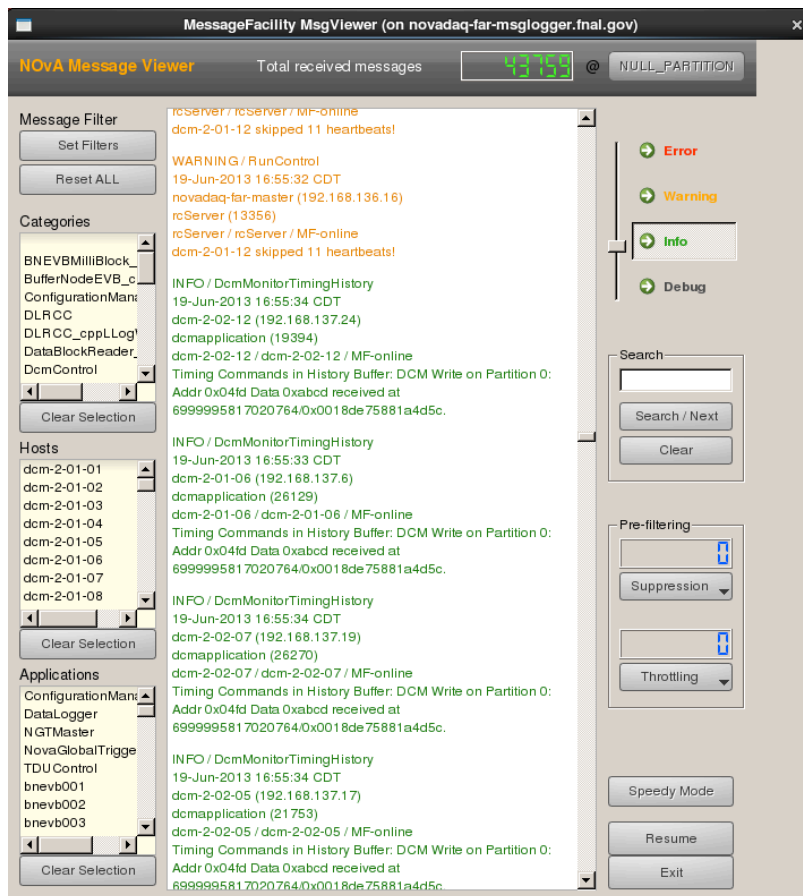 MessageFacility MsgViewer (on novadaq-far-msglogger.fnal.gov)
NOvA Message Viewer
Total received messages
43759
@
NULL_PARTITION
Message Filter
Set Filters
Reset ALL
Categories
BNEVBMilliBlock_
BufferNodeEVB_c
ConfigurationMana
DLRCC
DLRCC_cppLLog
DataBlockReader_
DcmControl
Clear Selection
Hosts
dcm-2-01-01
dcm-2-01-02
dcm-2-01-03
dcm-2-01-04
dcm-2-01-05
dcm-2-01-06
dcm-2-01-07
dcm-2-01-08
Clear Selection
Applications
ConfigurationMana
DataLogger
NGTMaster
NovaGlobalTrigge
TDUControl
bnevb001
bnevb002
bnevb003
Clear Selection
rcServer / rcServer / MF-online
dcm-2-01-12 skipped 11 heartbeats!
WARNING / RunControl
19-Jun-2013 16:55:32 CDT
novadaq-far-master (192.168.136.16)
rcServer (13356)
rcServer / rcServer / MF-online
dcm-2-01-12 skipped 11 heartbeats!
INFO / DcmMonitorTimingHistory
19-Jun-2013 16:55:34 CDT
dcm-2-02-12 (192.168.137.24)
dcmapplication (19394)
dcm-2-02-12 / dcm-2-02-12 / MF-online
Timing Commands in History Buffer: DCM Write on Partition 0:
Addr 0x04fd Data 0xabcd received at
6999995817020764/0x0018de75881a4d5c.
INFO / DcmMonitorTimingHistory
19-Jun-2013 16:55:33 CDT
dcm-2-01-06 (192.168.137.6)
dcmapplication (26129)
dcm-2-01-06 / dcm-2-01-06 / MF-online
Timing Commands in History Buffer: DCM Write on Partition 0:
Addr 0x04fd Data 0xabcd received at
6999995817020764/0x0018de75881a4d5c.
INFO / DcmMonitorTimingHistory
19-Jun-2013 16:55:34 CDT
dcm-2-02-07 (192.168.137.19)
dcmapplication (26270)
dcm-2-02-07 / dcm-2-02-07 / MF-online
Timing Commands in History Buffer: DCM Write on Partition 0:
Addr 0x04fd Data 0xabcd received at
6999995817020764/0x0018de75881a4d5c.
INFO / DcmMonitorTimingHistory
19-Jun-2013 16:55:34 CDT
dcm-2-02-05 (192.168.137.17)
dcmapplication (21753)
dcm-2-02-05 / dcm-2-02-05 / MF-online
Timing Commands in History Buffer: DCM Write on Partition 0:
Addr 0x04fd Data 0xabcd received at
6999995817020764/0x0018de75881a4d5c.
Error
Warning
Info
Debug
Search
Search / Next
Clear
Pre-filtering
0
Suppression
0
Throttling
Speedy Mode
Resume
Exit